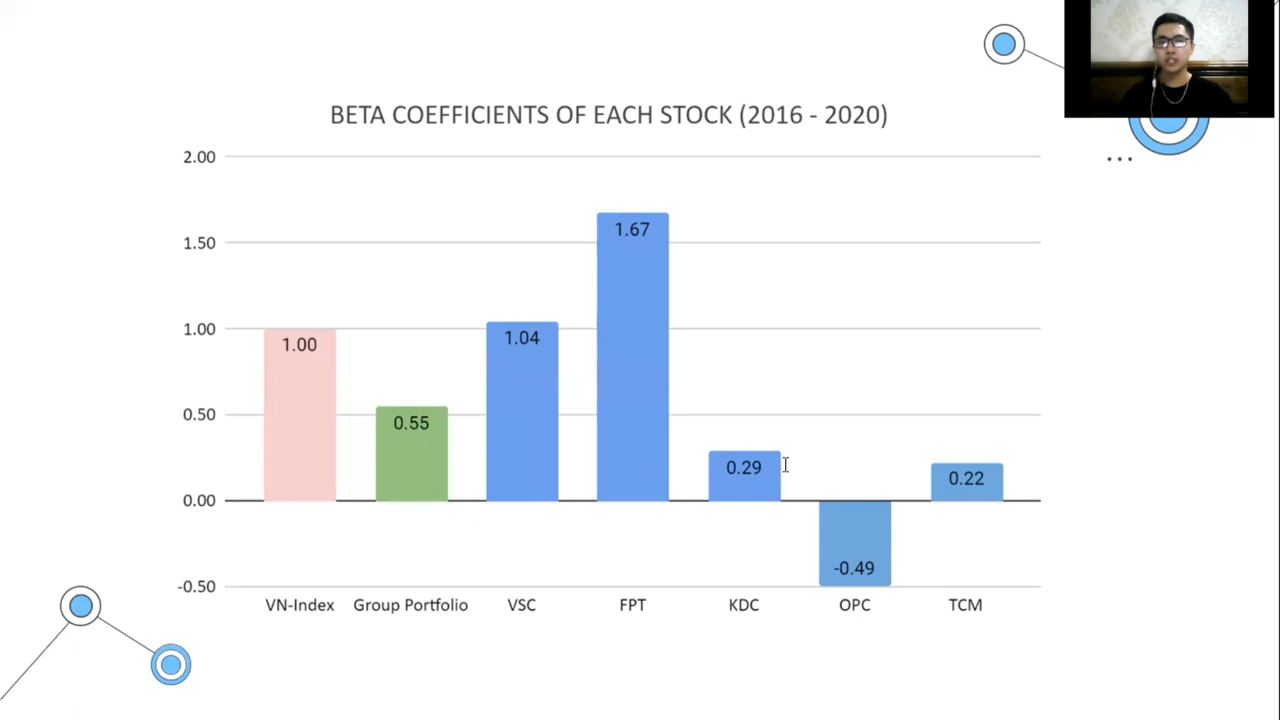 BETA COEFFICIENTS OF EACH STOCK (2016 - 2020)
2.00
1.50
1.00
0.50
0.00
-0.50
1.00
0.55
1.04
1.67
0.29
-0.49
0.22
VN-Index
Group Portfolio
VSC
FPT
KDC
OPC
TCM